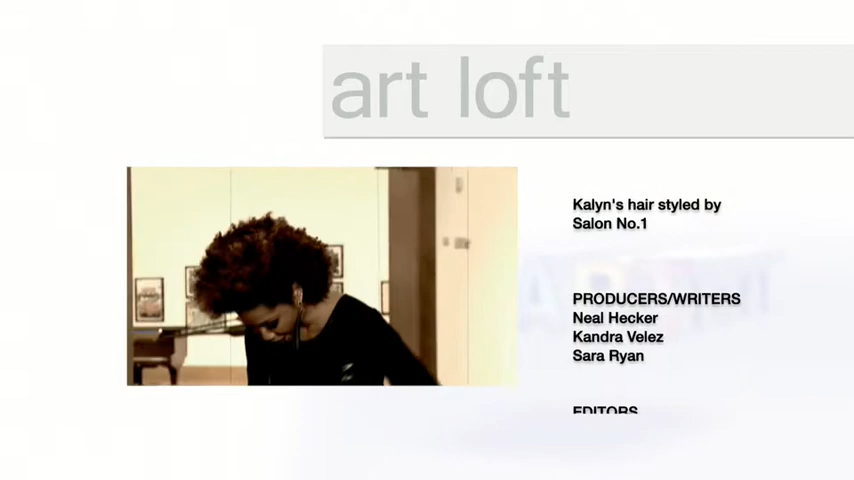 art loft
Kalyn's hair styled by
Salon No.1
PRODUCERS/WRITERS
Neal Hecker
Kandra Velez
Sara Ryan
EDITORS